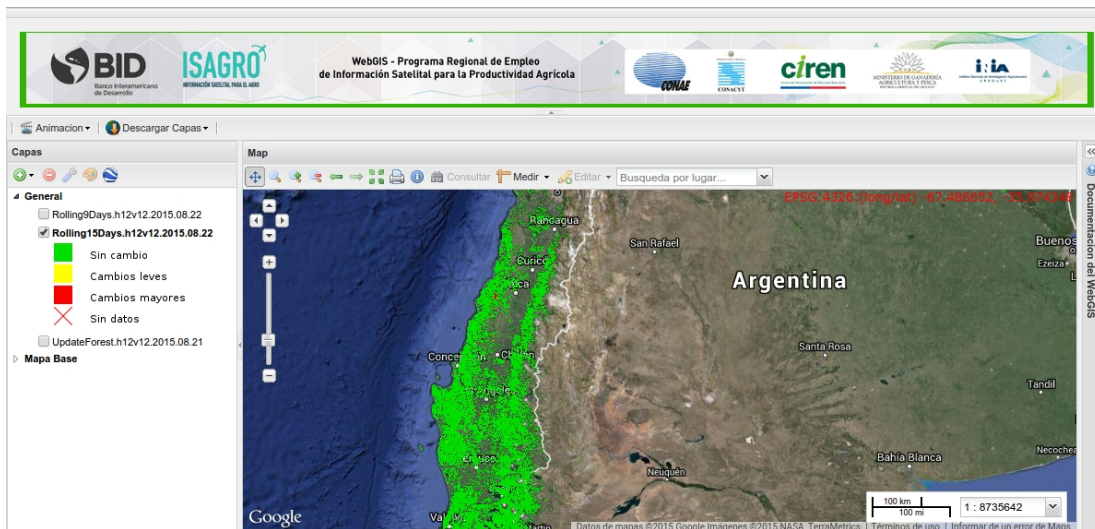 BID
Banco Interamericano
de Desarrollo
ISAGRO
INFORMACIÓN SATELITAL PARA EL AGRO
WebGIS - Programa Regional de Empleo
de Información Satelital para la Productividad Agrícola
CONAE
CONACYT
ciren
MINISTERIO DE GANADERÍA
AGRICULTURA Y PESCA
inia
URUGUAY
Animacion
Descargar Capas
Capas
Map
Consultar
Medir
Editar
Busqueda por lugar...
General
Rolling9Days.h12v12.2015.08.22
Rolling15Days.h12v12.2015.08.22
Sin cambio
Cambios leves
Cambios mayores
Sin datos
UpdateForest.h12v12.2015.08.21
Mapa Base
EPSG:4326 (long/lat)
Rancagua
San Rafael
Buenos
Curicó
Ezeiza
Argentina
Santa Rosa
Tandil
Bahía Blanca
Necochea
Neuquén
100 km
100 mi
1 : 8735642
Google
Datos de mapas ©2015 Google Imágenes ©2015 NASA, TerraMetrics
Términos de uso
Informar de un error de Maps
Documentacion del WebGIS